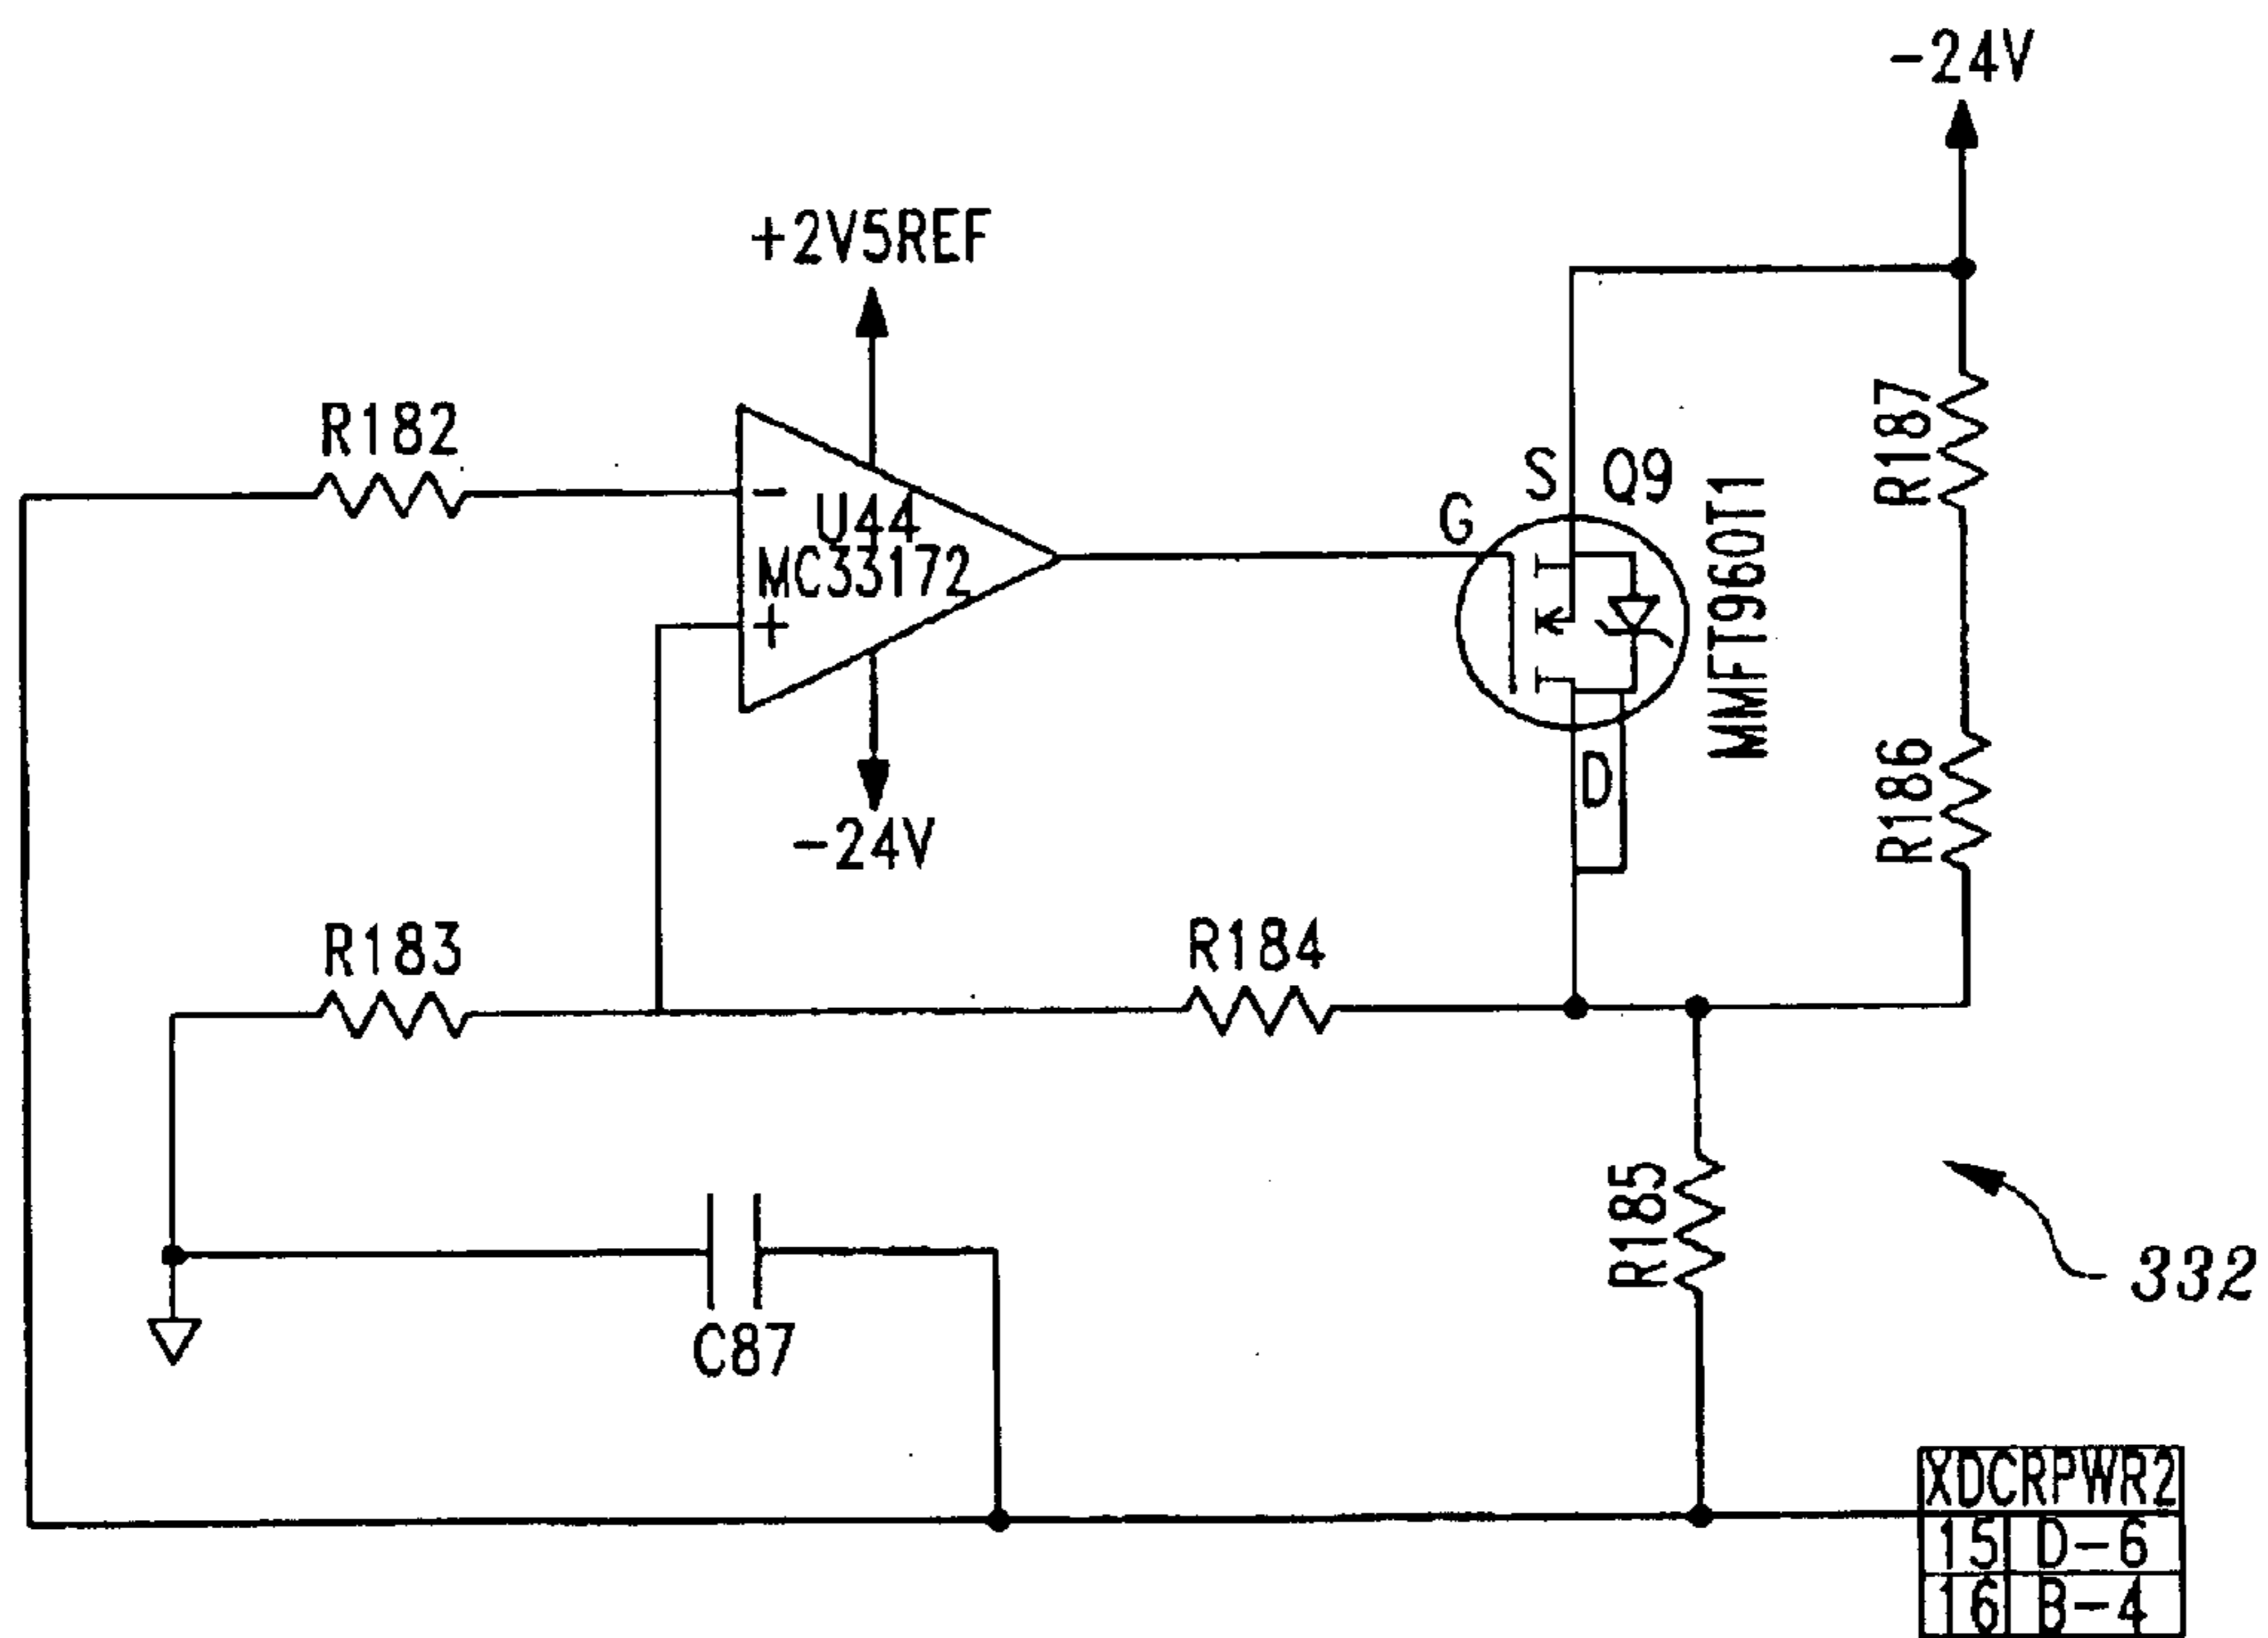 -24V
+2V5REF
R187
R182
S
Q9
G
MMFT960T1
-
U44
MC33172
+
D
R186
-24V
R183
R184
R185
332
C87
XDCRPWR2
15 D-6
16 B-4